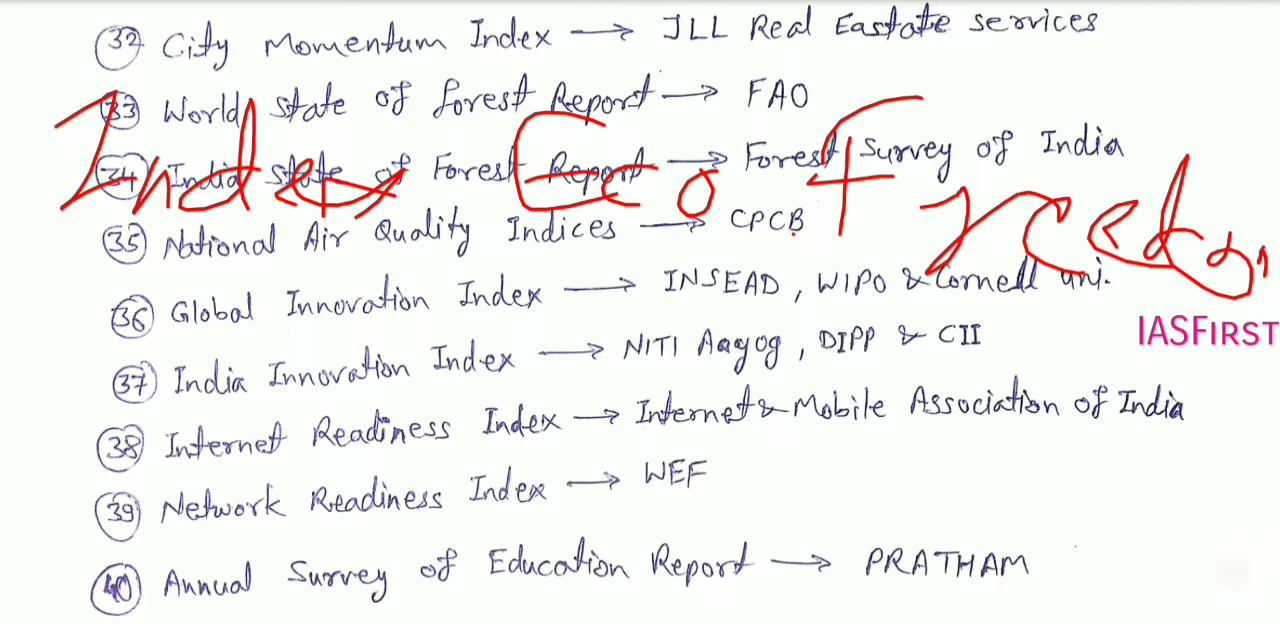 32 City Momentum Index → JLL Real Eastate services
33 World State of forest Report → FAO
34 India State of Forest Report → Forest Survey of India
Index Eco Freedo,
35 National Air Quality Indices → CPCB
36 Global Innovation Index → INSEAD, WIPO & Cornell uni.
IASFIRST
37 India Innovation Index → NITI Aayog, DIPP & CII
38 Internet Readiness Index → Internet & Mobile Association of India
39 Network Readiness Index → WEF
40 Annual Survey of Education Report → PRATHAM